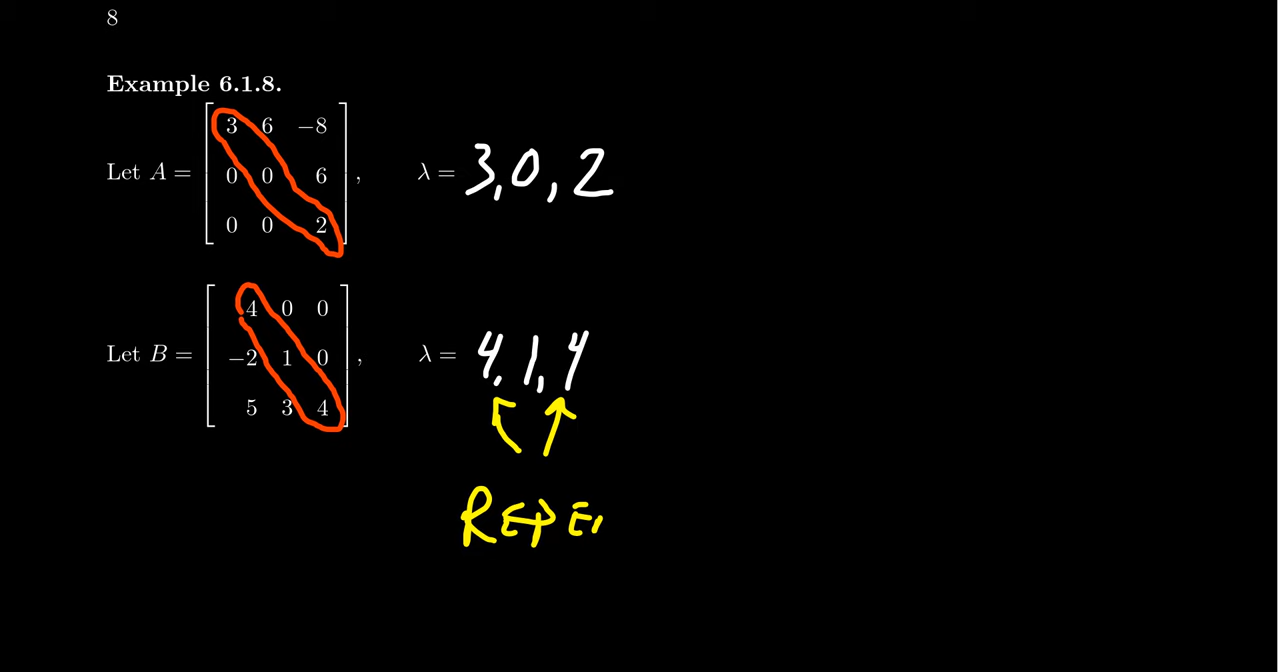 8
Example 6.1.8.
Let A = [ 3 6 −8
0 0 6
0 0 2 ], λ = 3, 0, 2
Let B = [ 4 0 0
−2 1 0
5 3 4 ], λ = 4, 1, 4